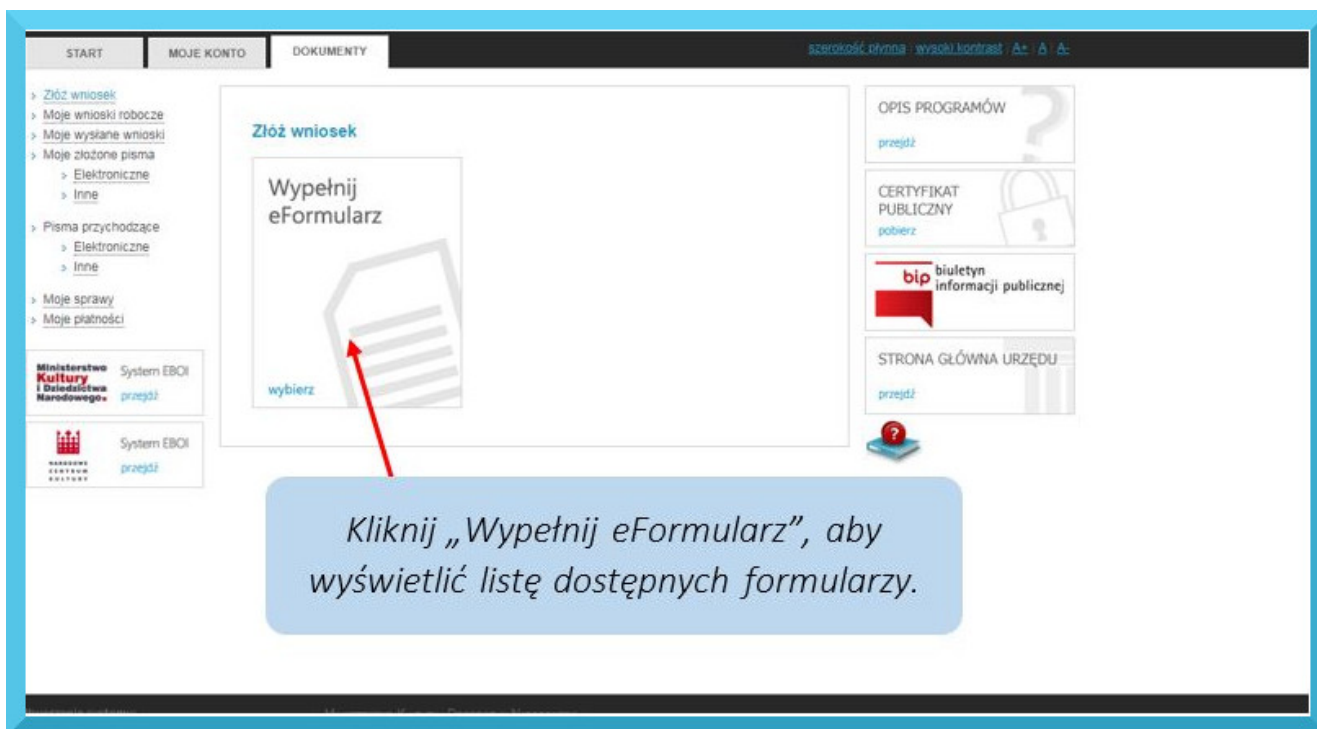 START
MOJE KONTO
DOKUMENTY
szerokość płynna
wysoki kontrast
A+
A
A-
Złóż wniosek
Moje wnioski robocze
Moje wysłane wnioski
Moje złożone pisma
Elektroniczne
Inne
Pisma przychodzące
Elektroniczne
Inne
Moje sprawy
Moje płatności
Ministerstwo
Kultury
i Dziedzictwa
Narodowego.
System EBOI
przejdź
NARODOWE
CENTRUM
KULTURY
System EBOI
przejdź
Złóż wniosek
Wypełnij
eFormularz
wybierz
OPIS PROGRAMÓW
przejdź
CERTYFIKAT
PUBLICZNY
pobierz
bip
biuletyn
informacji publicznej
STRONA GŁÓWNA URZĘDU
przejdź
?
Kliknij „Wypełnij eFormularz”, aby
wyświetlić listę dostępnych formularzy.